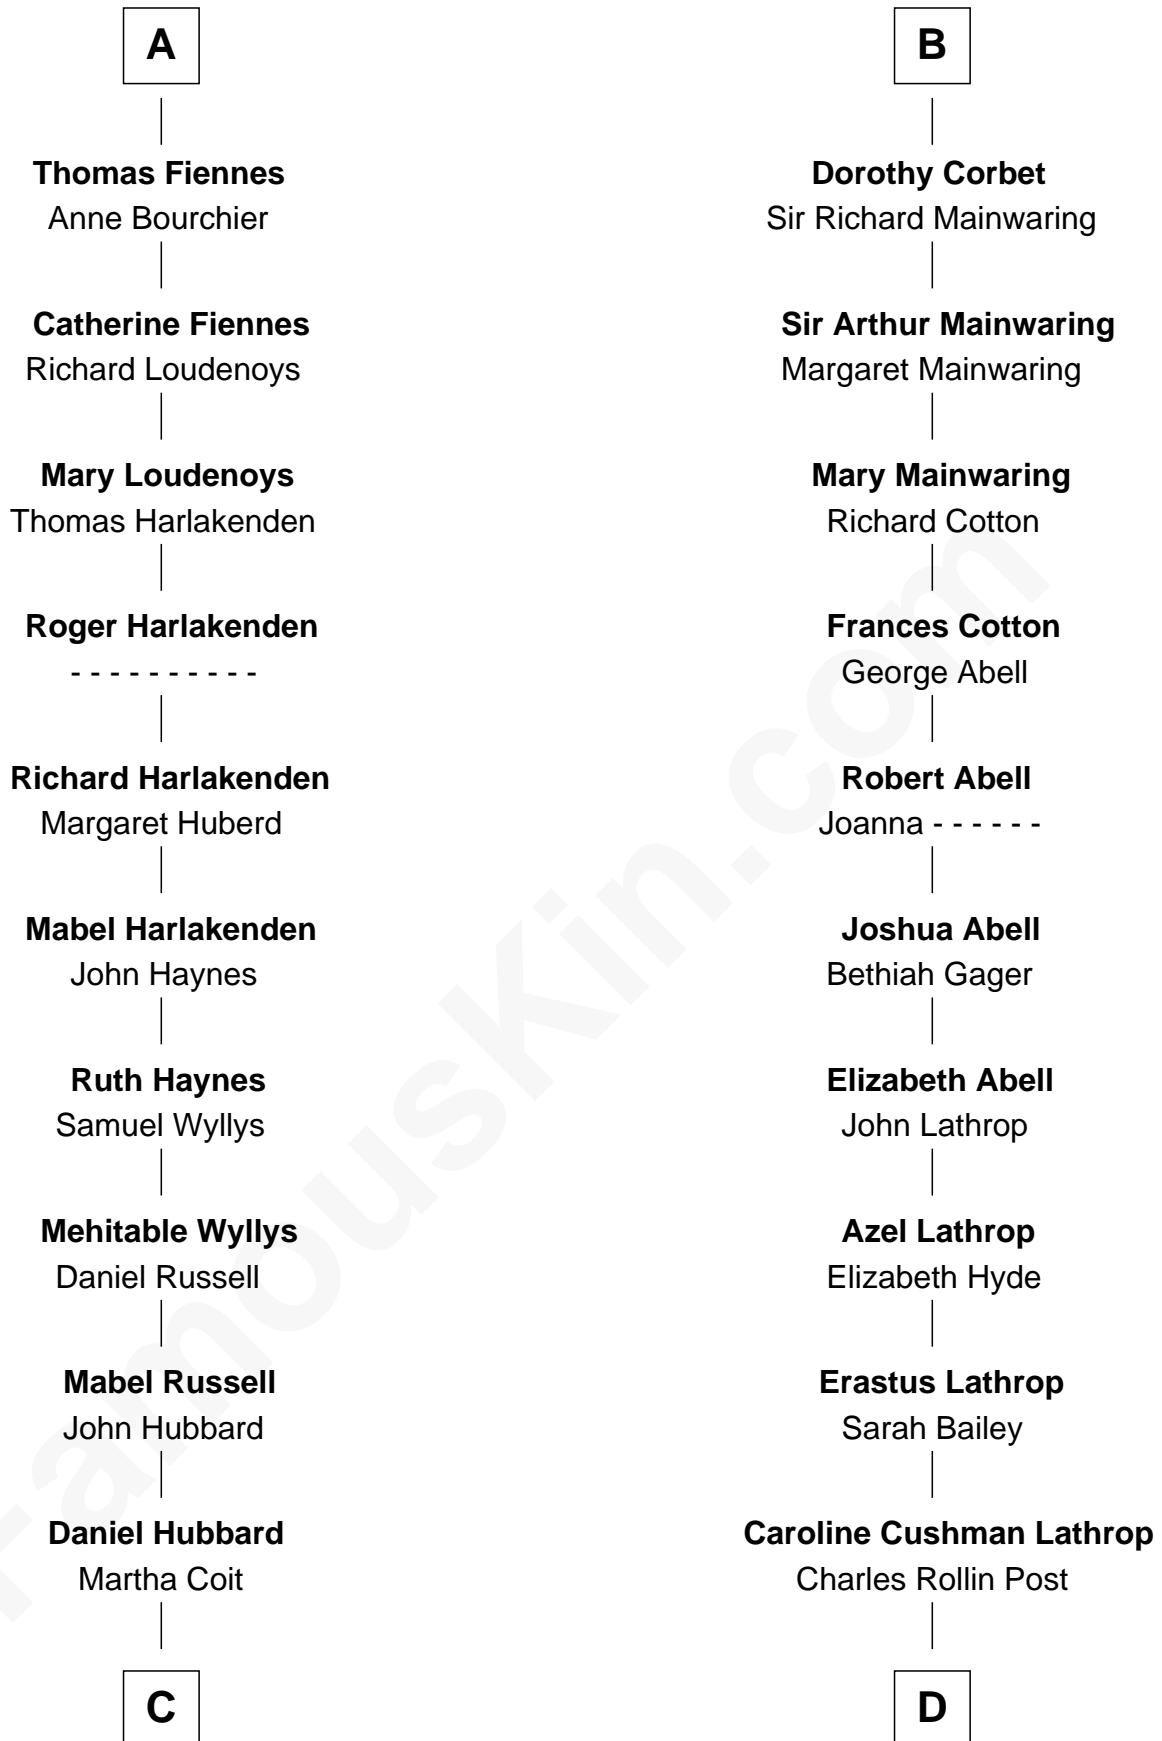 A
Thomas Fiennes
Anne Bourchier
Catherine Fiennes
Richard Loudenoys
Mary Loudenoys
Thomas Harlakenden
Roger Harlakenden
- - - - - - - - - -
Richard Harlakenden
Margaret Huberd
Mabel Harlakenden
John Haynes
Ruth Haynes
Samuel Wyllys
Mehitable Wyllys
Daniel Russell
Mabel Russell
John Hubbard
Daniel Hubbard
Martha Coit
C
B
Dorothy Corbet
Sir Richard Mainwaring
Sir Arthur Mainwaring
Margaret Mainwaring
Mary Mainwaring
Richard Cotton
Frances Cotton
George Abell
Robert Abell
Joanna - - - - - -
Joshua Abell
Bethiah Gager
Elizabeth Abell
John Lathrop
Azel Lathrop
Elizabeth Hyde
Erastus Lathrop
Sarah Bailey
Caroline Cushman Lathrop
Charles Rollin Post
D
FamousKin.com